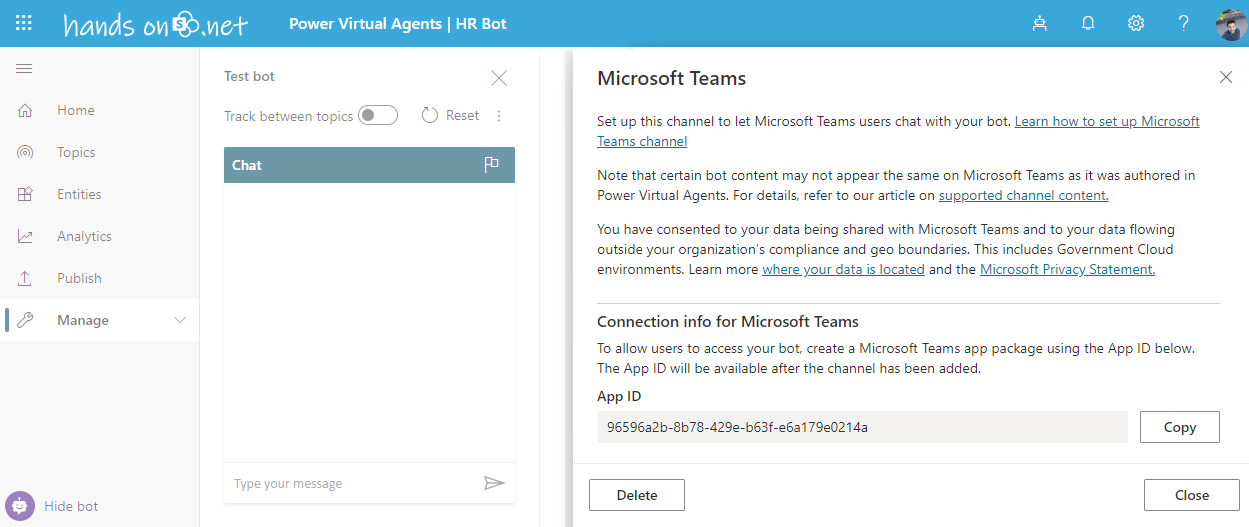 hands on S .net
Power Virtual Agents | HR Bot
Home
Topics
Entities
Analytics
Publish
Manage
Hide bot
Test bot
Track between topics
Reset
Chat
Type your message
Microsoft Teams
Set up this channel to let Microsoft Teams users chat with your bot. Learn how to set up Microsoft
Teams channel
Note that certain bot content may not appear the same on Microsoft Teams as it was authored in
Power Virtual Agents. For details, refer to our article on supported channel content.
You have consented to your data being shared with Microsoft Teams and to your data flowing
outside your organization's compliance and geo boundaries. This includes Government Cloud
environments. Learn more where your data is located and the Microsoft Privacy Statement.
Connection info for Microsoft Teams
To allow users to access your bot, create a Microsoft Teams app package using the App ID below.
The App ID will be available after the channel has been added.
App ID
96596a2b-8b78-429e-b63f-e6a179e0214a
Copy
Delete
Close